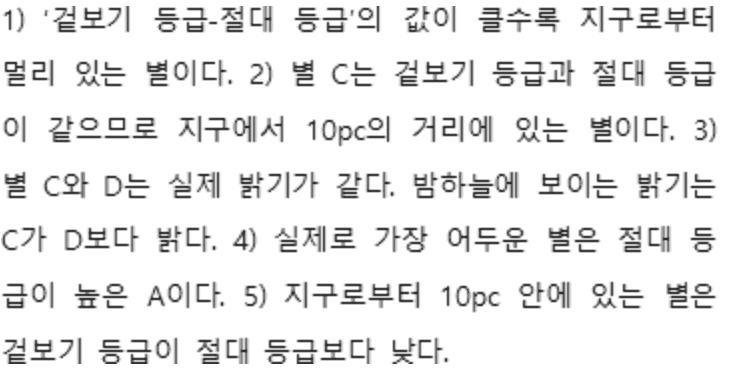 1) ‘겉보기 등급-절대 등급’의 값이 클수록 지구로부터
멀리 있는 별이다. 2) 별 C는 겉보기 등급과 절대 등급
이 같으므로 지구에서 10pc의 거리에 있는 별이다. 3)
별 C와 D는 실제 밝기가 같다. 밤하늘에 보이는 밝기는
C가 D보다 밝다. 4) 실제로 가장 어두운 별은 절대 등
급이 높은 A이다. 5) 지구로부터 10pc 안에 있는 별은
겉보기 등급이 절대 등급보다 낮다.